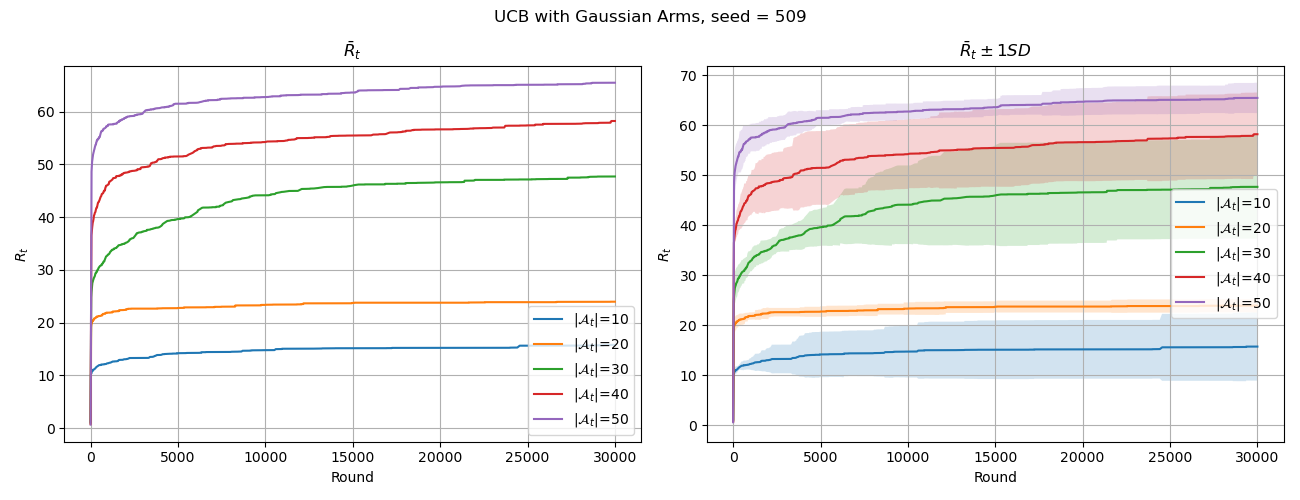 UCB with Gaussian Arms, seed = 509
R̄ₜ
60
50
40
30
20
10
0
Rₜ
0 5000 10000 15000 20000 25000 30000
Round
|𝒜ₜ|=10
|𝒜ₜ|=20
|𝒜ₜ|=30
|𝒜ₜ|=40
|𝒜ₜ|=50
R̄ₜ ± 1SD
70
60
50
40
30
20
10
0
Rₜ
0 5000 10000 15000 20000 25000 30000
Round
|𝒜ₜ|=10
|𝒜ₜ|=20
|𝒜ₜ|=30
|𝒜ₜ|=40
|𝒜ₜ|=50